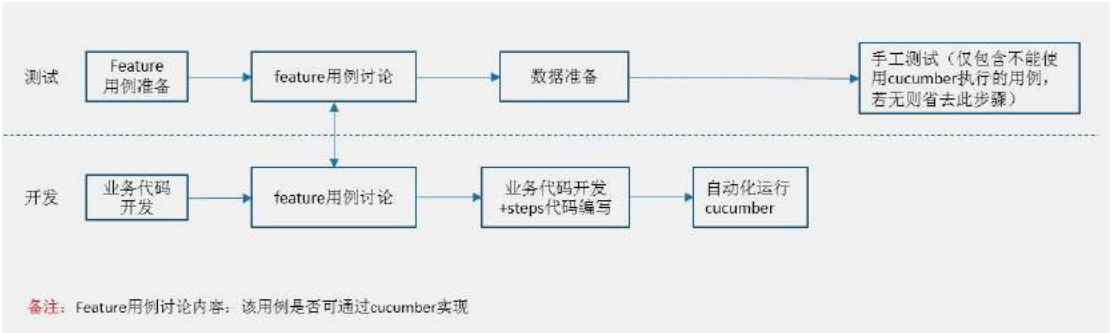 测试
Feature
用例准备
feature用例讨论
数据准备
手工测试（仅包含不能使
用cucumber执行的用例，
若无则省去此步骤）
开发
业务代码
开发
feature用例讨论
业务代码开发
+steps代码编写
自动化运行
cucumber
备注：Feature用例讨论内容：该用例是否可通过cucumber实现